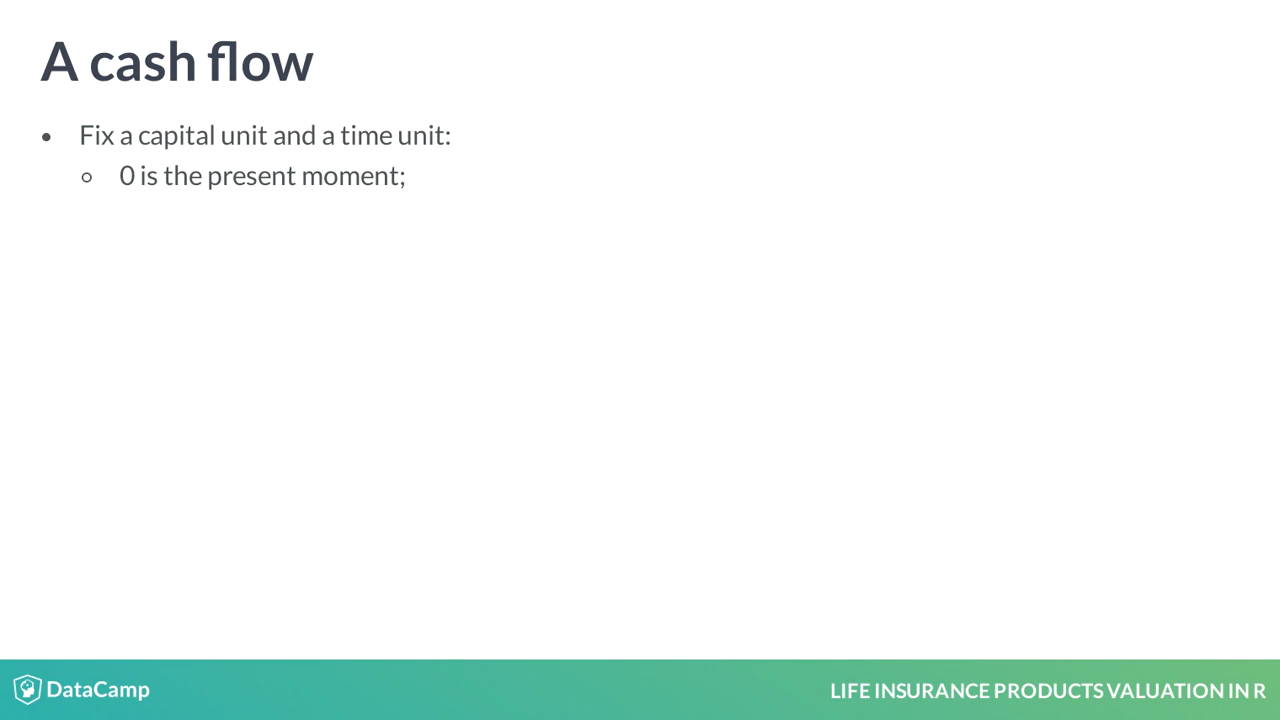 A cash flow
• Fix a capital unit and a time unit:
○ 0 is the present moment;
DataCamp
LIFE INSURANCE PRODUCTS VALUATION IN R